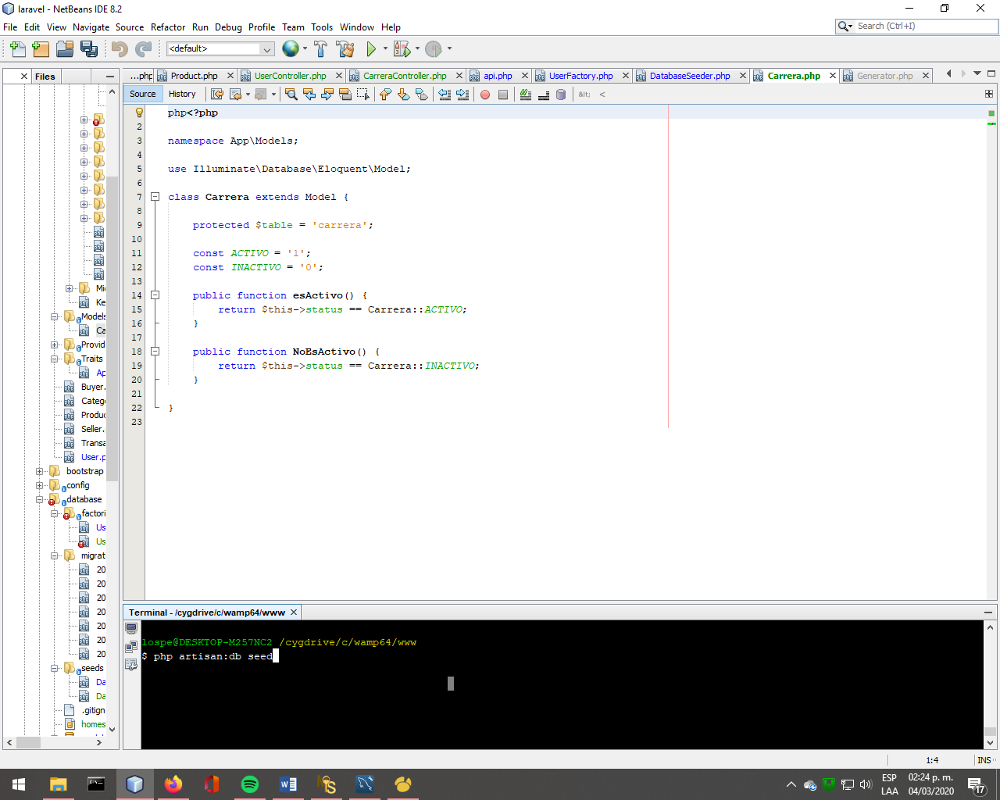 laravel - NetBeans IDE 8.2
File Edit View Navigate Source Refactor Run Debug Profile Team Tools Window Help
Search (Ctrl+I)
<default>
Files
...php Product.php UserController.php CarreraController.php api.php UserFactory.php DatabaseSeeder.php Carrera.php Generator.php
Source History
php<?php
2
3 namespace App\Models;
4
5 use Illuminate\Database\Eloquent\Model;
6
7 class Carrera extends Model {
8
9 protected $table = 'carrera';
10
11 const ACTIVO = '1';
12 const INACTIVO = '0';
13
14 public function esActivo() {
15 return $this->status == Carrera::ACTIVO;
16 }
17
18 public function NoEsActivo() {
19 return $this->status == Carrera::INACTIVO;
20 }
21
22 }
23
Mi
Ke
Models
Ca
Provid
Traits
Ap
Buyer.
Catego
Produc
Seller.
Transa
User.p
bootstrap
config
database
factori
Us
Us
migrat
20
20
20
20
20
20
20
seeds
Da
Da
.gitign
homes
Terminal - /cygdrive/c/wamp64/www
lospe@DESKTOP-M257NC2 /cygdrive/c/wamp64/www
$ php artisan:db seed
1:4 INS
ESP
LAA
02:24 p. m.
04/03/2020
17